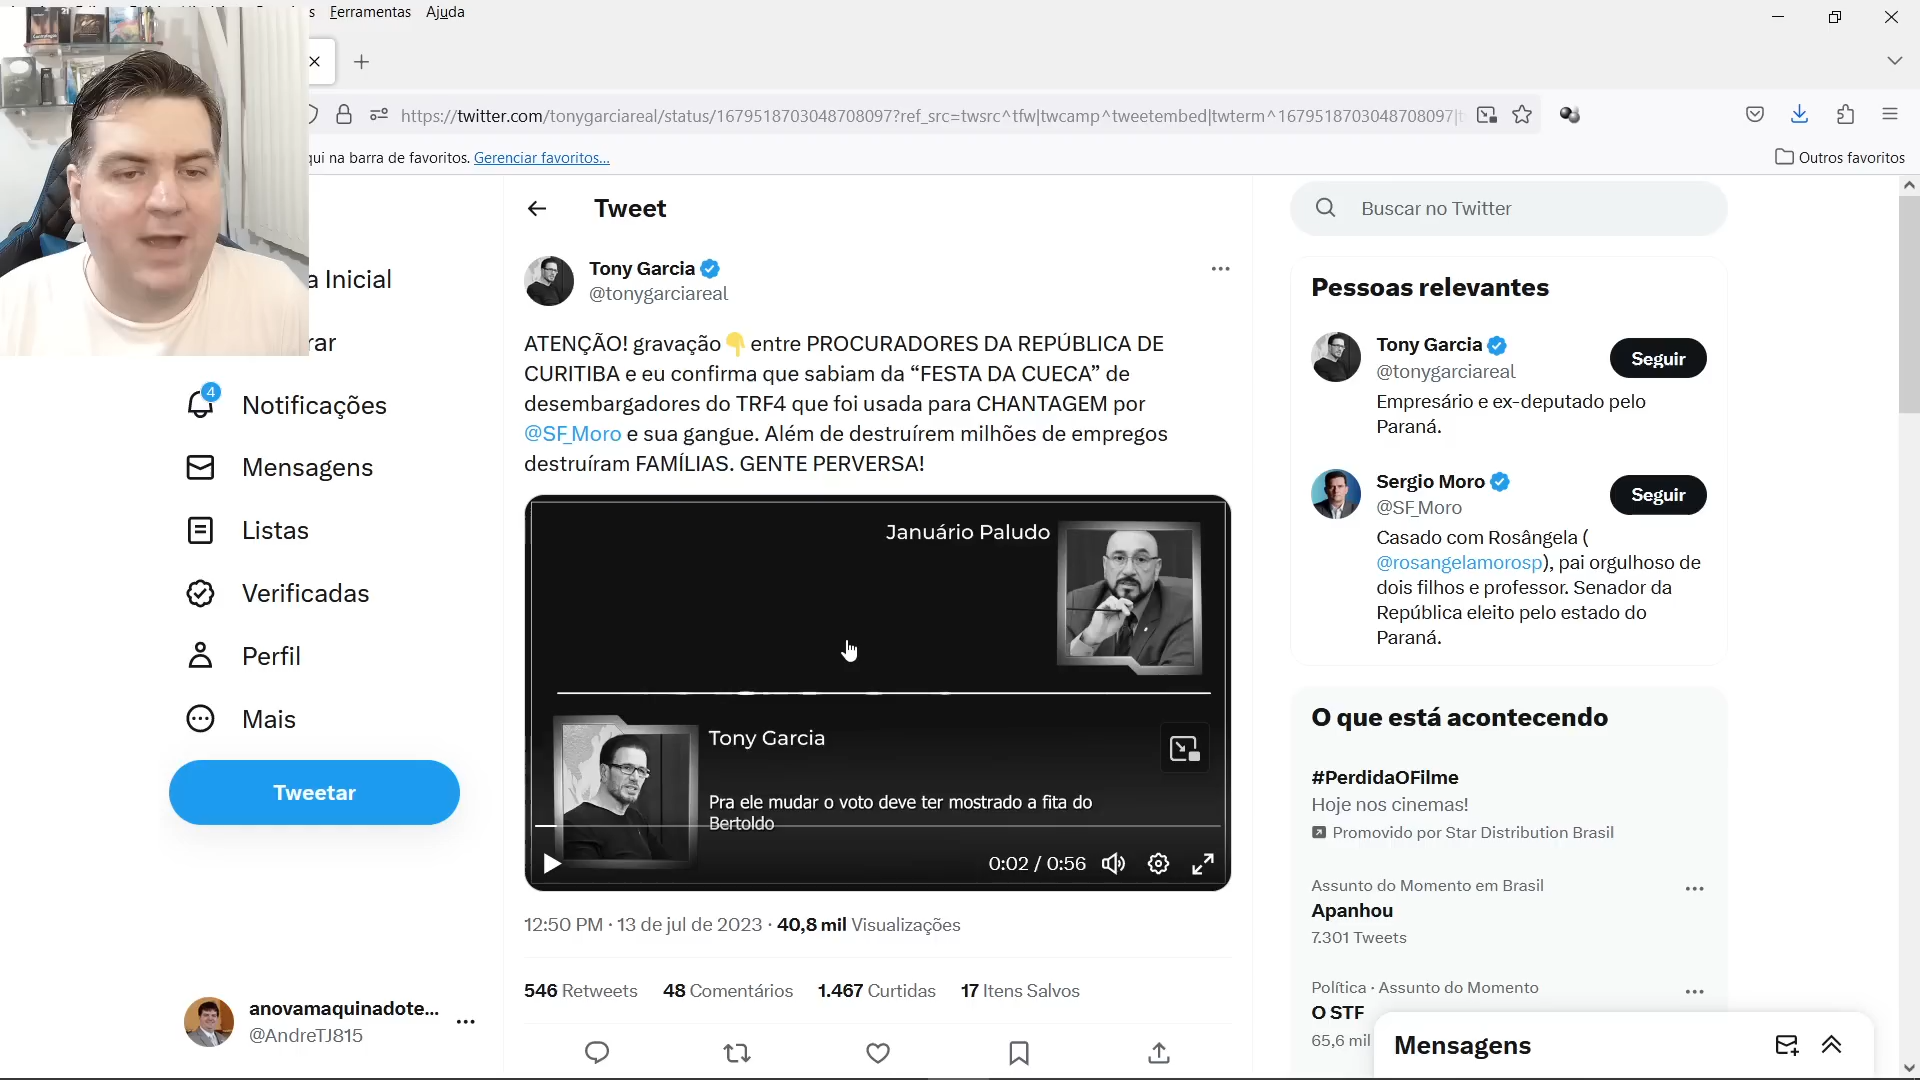 Ferramentas Ajuda
https://twitter.com/tonygarciareal/status/1679518703048708097?ref_src=twsrc^tfw|twcamp^tweetembed|twterm^1679518703048708097|t
qui na barra de favoritos. Gerenciar favoritos...
Outros favoritos
a Inicial
rar
4
Notificações
Mensagens
Listas
Verificadas
Perfil
Mais
Tweetar
anovamaquinadote...
@AndreTJ815
Tweet
Tony Garcia
@tonygarciareal
ATENÇÃO! gravação👇entre PROCURADORES DA REPÚBLICA DE
CURITIBA e eu confirma que sabiam da “FESTA DA CUECA” de
desembargadores do TRF4 que foi usada para CHANTAGEM por
@SF_Moro e sua gangue. Além de destruírem milhões de empregos
destruíram FAMÍLIAS. GENTE PERVERSA!
Januário Paludo
Tony Garcia
Pra ele mudar o voto deve ter mostrado a fita do
Bertoldo
0:02 / 0:56
12:50 PM · 13 de jul de 2023 · 40,8 mil Visualizações
546 Retweets 48 Comentários 1.467 Curtidas 17 Itens Salvos
Buscar no Twitter
Pessoas relevantes
Tony Garcia
@tonygarciareal
Seguir
Empresário e ex-deputado pelo
Paraná.
Sergio Moro
@SF_Moro
Seguir
Casado com Rosângela (
@rosangelamorosp), pai orgulhoso de
dois filhos e professor. Senador da
República eleito pelo estado do
Paraná.
O que está acontecendo
#PerdidaOFilme
Hoje nos cinemas!
Promovido por Star Distribution Brasil
Assunto do Momento em Brasil
Apanhou
7.301 Tweets
Política · Assunto do Momento
O STF
65,6 mil
Mensagens